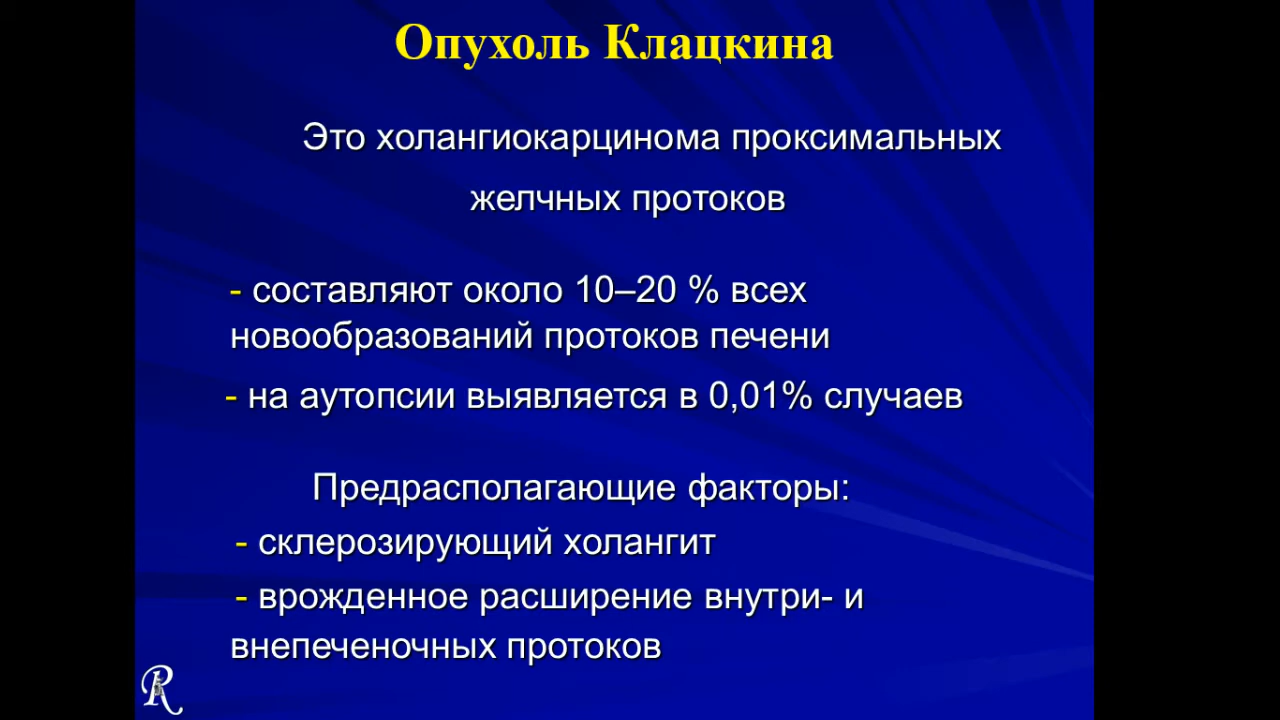 Опухоль Клацкина
Это холангиокарцинома проксимальных
желчных протоков
- составляют около 10–20 % всех
новообразований протоков печени
- на аутопсии выявляется в 0,01% случаев
Предрасполагающие факторы:
- склерозирующий холангит
- врожденное расширение внутри- и
внепеченочных протоков
R